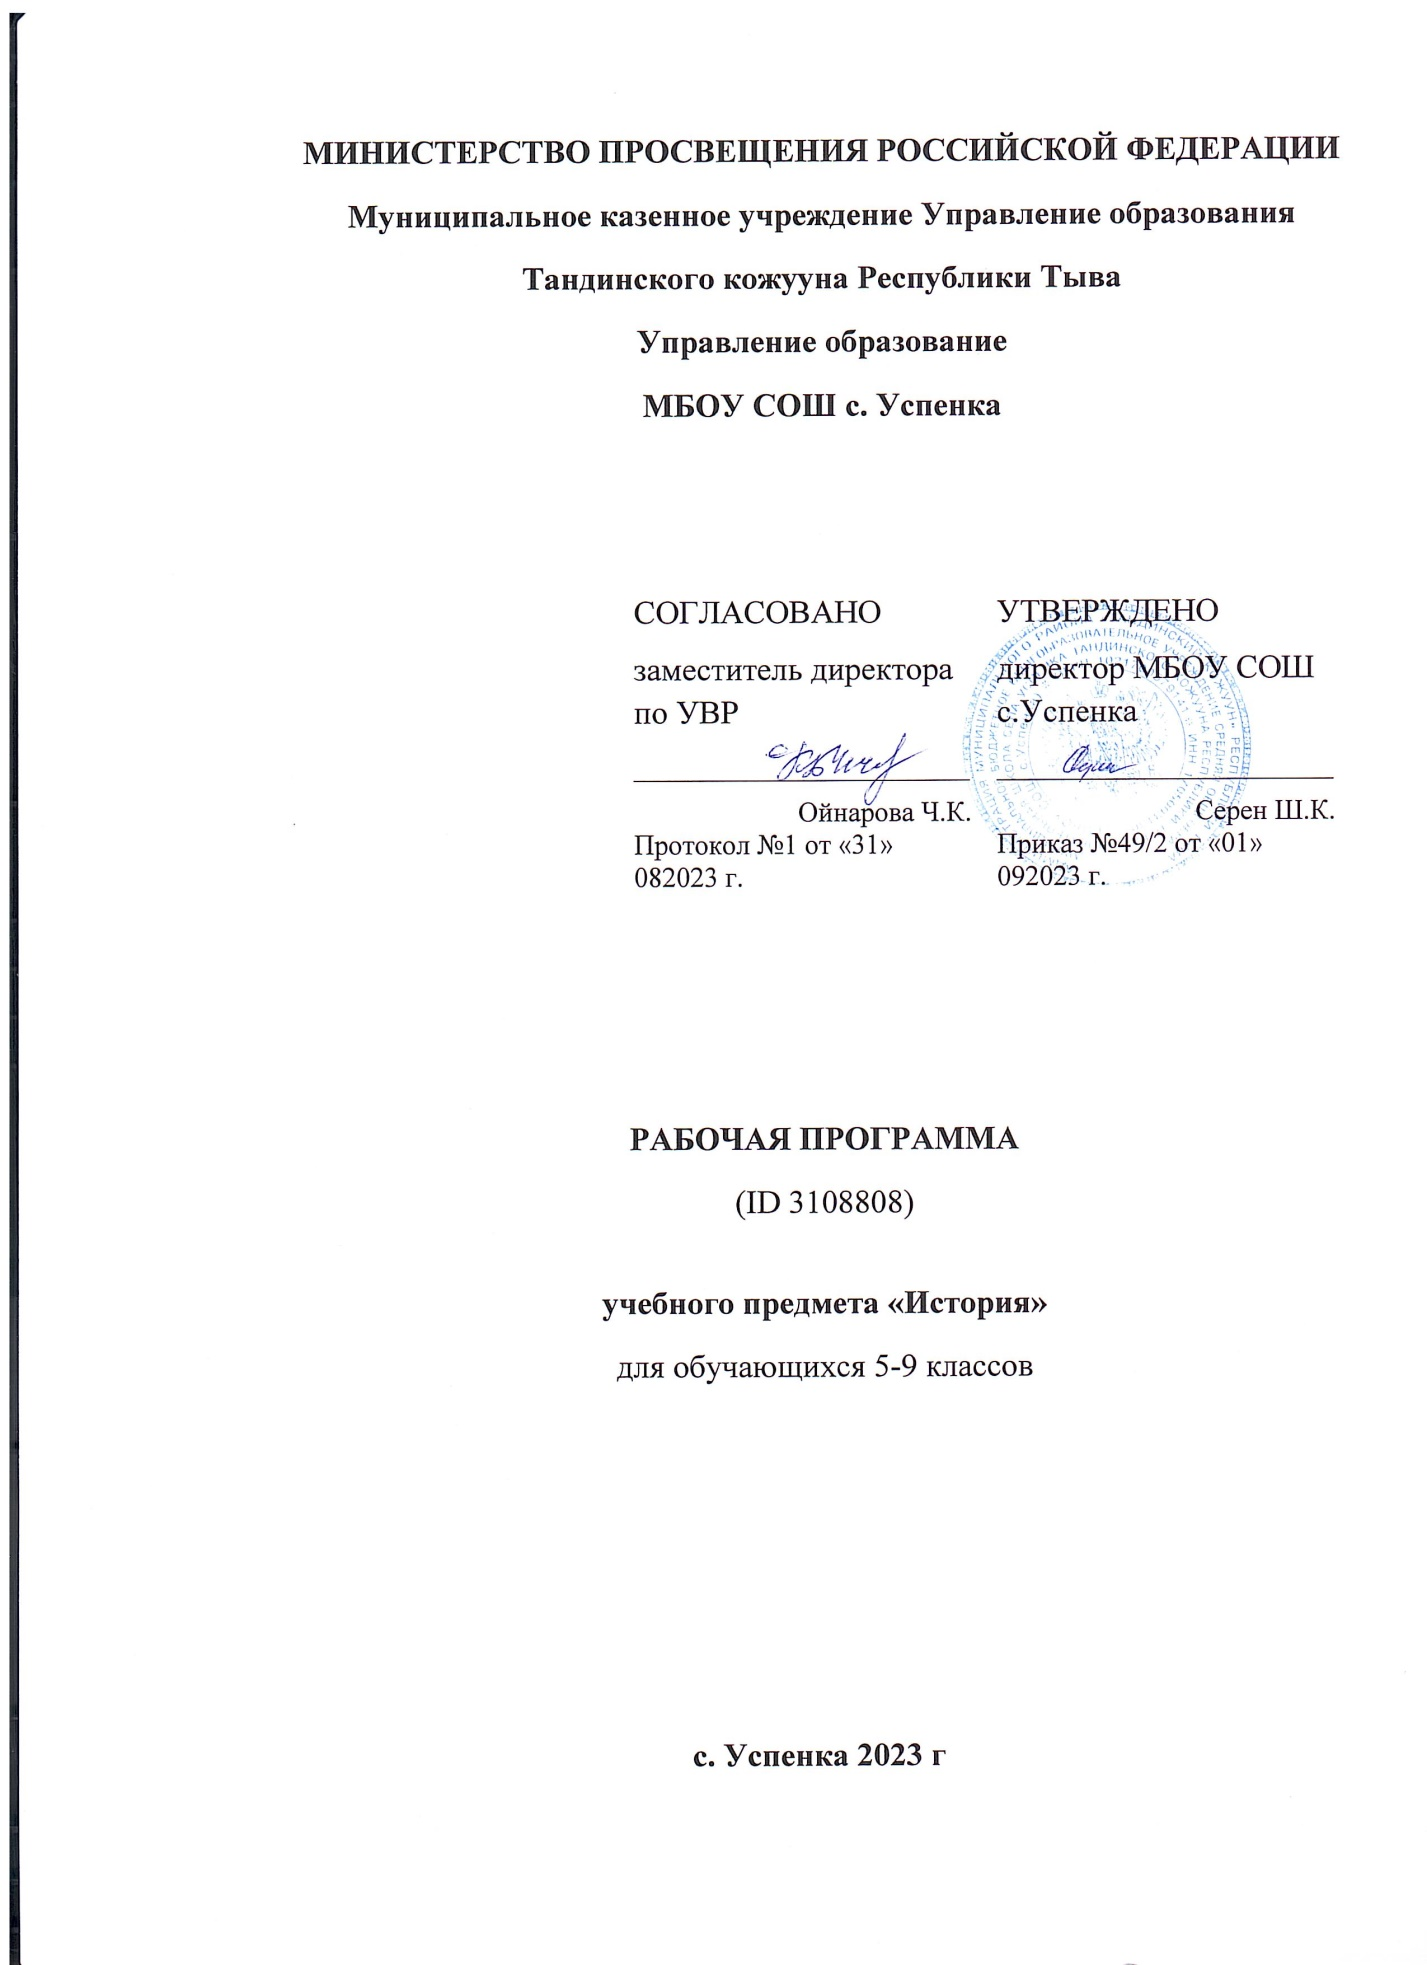 МИНИСТЕРСТВО ПРОСВЕЩЕНИЯ РОССИЙСКОЙ ФЕДЕРАЦИИ
Муниципальное казенное учреждение Управление образования
Тандинского кожууна Республики Тыва
Управление образование
МБОУ СОШ с. Успенка
СОГЛАСОВАНО
заместитель директора
по УВР
Ойнарова Ч.К.
Протокол №1 от «31»
082023 г.
УТВЕРЖДЕНО
директор МБОУ СОШ
с.Успенка
Серен Ш.К.
Приказ №49/2 от «01»
092023 г.
РАБОЧАЯ ПРОГРАММА
(ID 3108808)
учебного предмета «История»
для обучающихся 5-9 классов
с. Успенка 2023 г